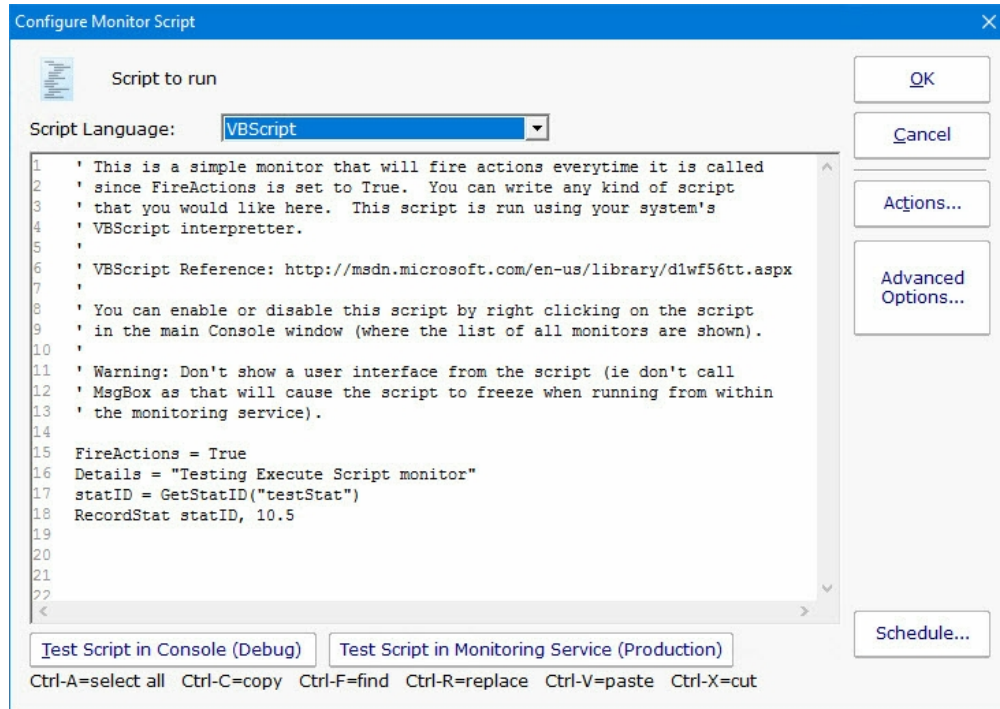 Configure Monitor Script
Script to run
OK
Script Language: VBScript
Cancel
1 ' This is a simple monitor that will fire actions everytime it is called
2 ' since FireActions is set to True.  You can write any kind of script
3 ' that you would like here.  This script is run using your system's
4 ' VBScript interpretter.
5 '
6 ' VBScript Reference: http://msdn.microsoft.com/en-us/library/d1wf56tt.aspx
7 '
8 ' You can enable or disable this script by right clicking on the script
9 ' in the main Console window (where the list of all monitors are shown).
10 '
11 ' Warning: Don't show a user interface from the script (ie don't call
12 ' MsgBox as that will cause the script to freeze when running from within
13 ' the monitoring service).
14
15 FireActions = True
16 Details = "Testing Execute Script monitor"
17 statID = GetStatID("testStat")
18 RecordStat statID, 10.5
19
20
21
22
Actions...
Advanced
Options...
Schedule...
Test Script in Console (Debug) Test Script in Monitoring Service (Production)
Ctrl-A=select all Ctrl-C=copy Ctrl-F=find Ctrl-R=replace Ctrl-V=paste Ctrl-X=cut